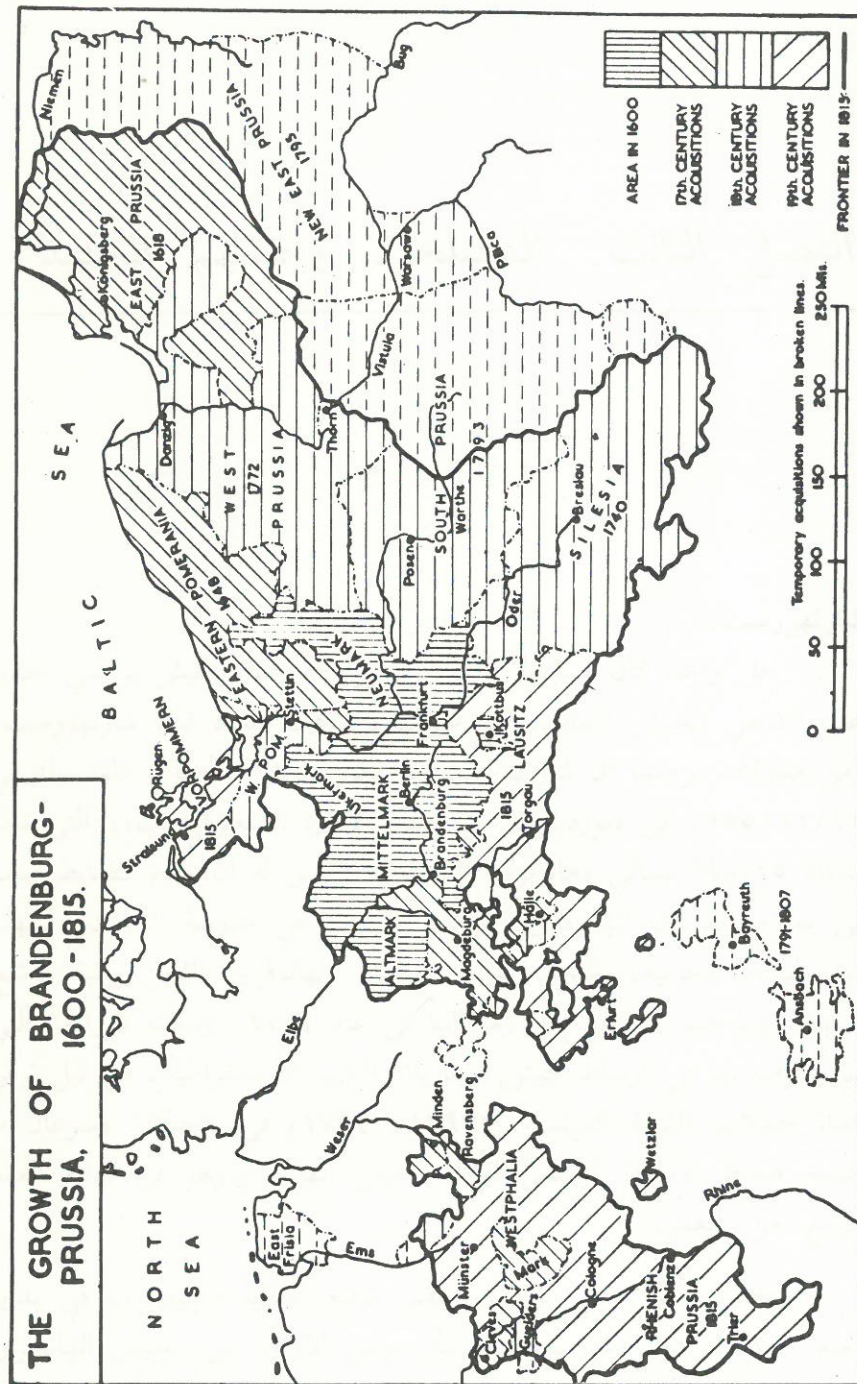 THE GROWTH OF BRANDENBURG-
PRUSSIA, 1600-1815.
NORTH
SEA
BALTIC
SEA
Niemen
Königsberg
EAST PRUSSIA
1618
NEW EAST PRUSSIA
1795
Bug
Danzig
WEST
1772
PRUSSIA
Thorn
Vistula
Warsaw
Pilica
EASTERN POMERANIA
1648
Rügen
VORPOMMERN
Stralsund
1815
W. POM.
Stettin
Ukermark
NEUMARK
Posen
SOUTH PRUSSIA
1793
Warthe
Elbe
ALTMARK
MITTELMARK
Berlin
Brandenburg
Frankfurt
Oder
Magdeburg
Kottbus
LAUSITZ
1815
Torgau
Breslau
SILESIA
1740
Halle
Erfurt
East
Frisia
Ems
Weser
Minden
Ravensberg
Münster
WESTPHALIA
Mark
Cleves
Guelders
Cologne
RHENISH
Coblenz
PRUSSIA
1815
Trier
Rhine
Wetzlar
Bayreuth
1791-1807
Ansbach
AREA IN 1600
17th. CENTURY
ACQUISITIONS
18th CENTURY
ACQUISITIONS
19th CENTURY
ACQUISITIONS
FRONTIER IN 1815
Temporary acquisitions shown in broken lines.
0 50 100 150 200 250 Mls.